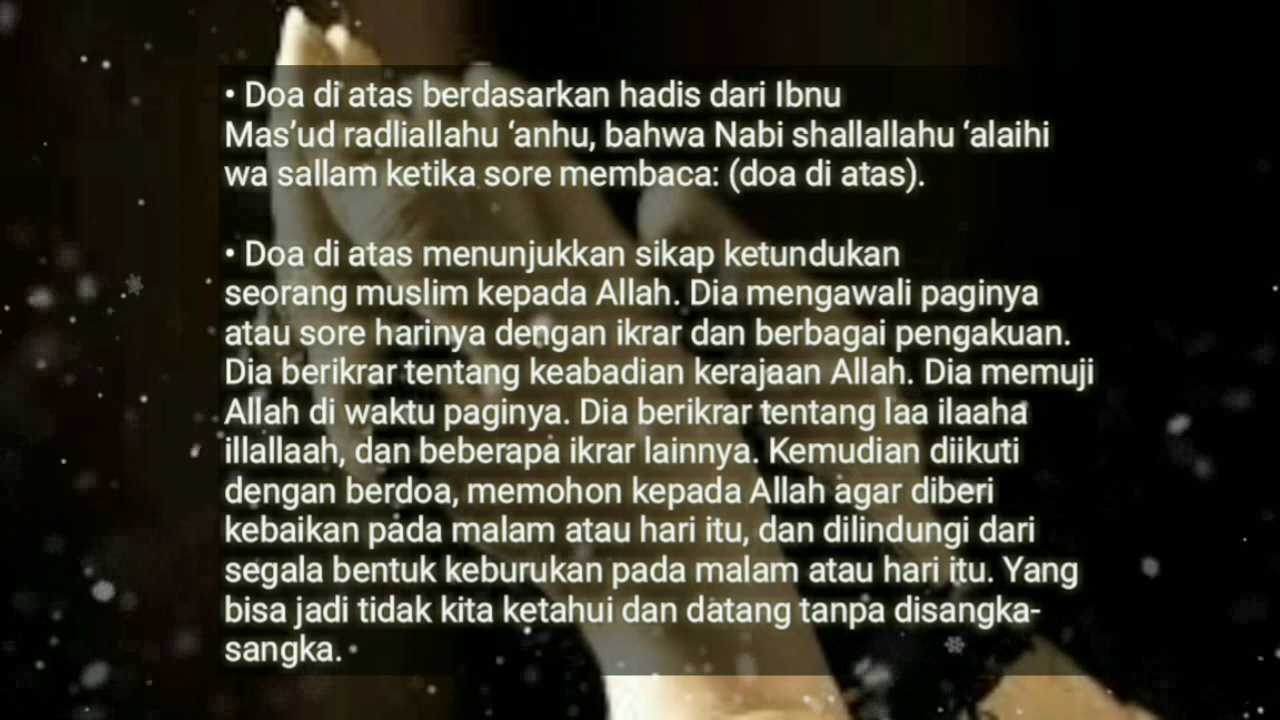 • Doa di atas berdasarkan hadis dari Ibnu
Mas’ud radliallahu ‘anhu, bahwa Nabi shallallahu ‘alaihi
wa sallam ketika sore membaca: (doa di atas).
• Doa di atas menunjukkan sikap ketundukan
seorang muslim kepada Allah. Dia mengawali paginya
atau sore harinya dengan ikrar dan berbagai pengakuan.
Dia berikrar tentang keabadian kerajaan Allah. Dia memuji
Allah di waktu paginya. Dia berikrar tentang laa ilaaha
illallaah, dan beberapa ikrar lainnya. Kemudian diikuti
dengan berdoa, memohon kepada Allah agar diberi
kebaikan pada malam atau hari itu, dan dilindungi dari
segala bentuk keburukan pada malam atau hari itu. Yang
bisa jadi tidak kita ketahui dan datang tanpa disangka-
sangka.